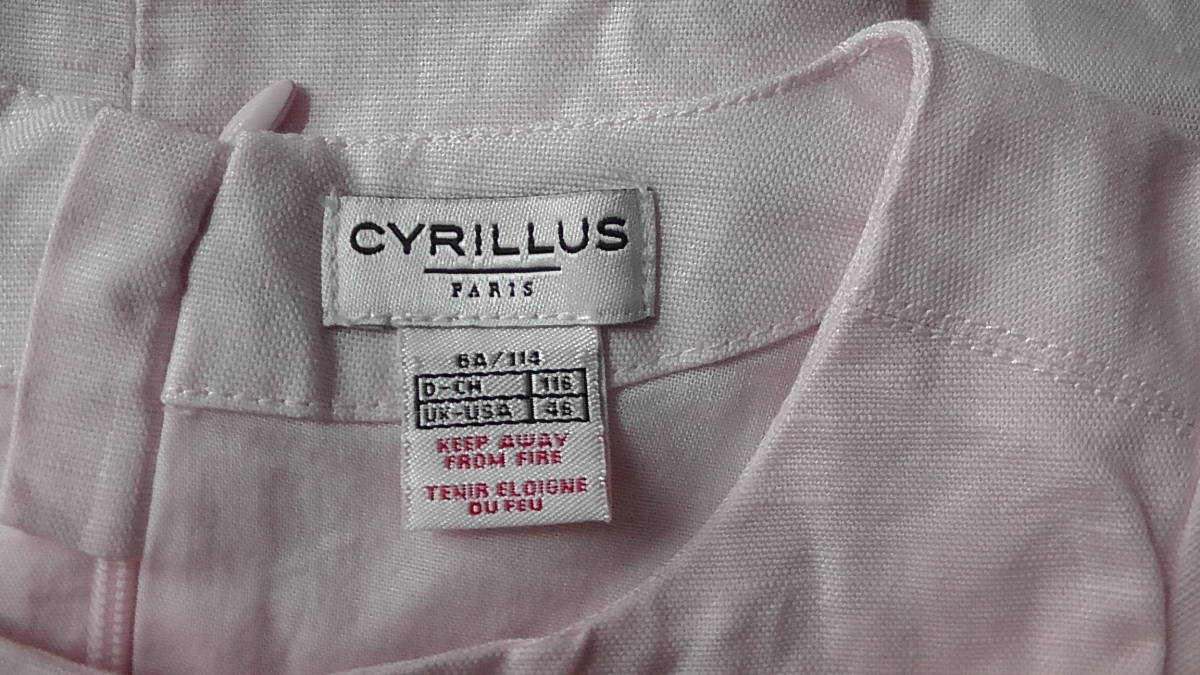 CYRILLUS
PARIS
6A/114
D-CH 116
UK-USA 46
KEEP AWAY
FROM FIRE
TENIR ELOIGNE
DU FEU